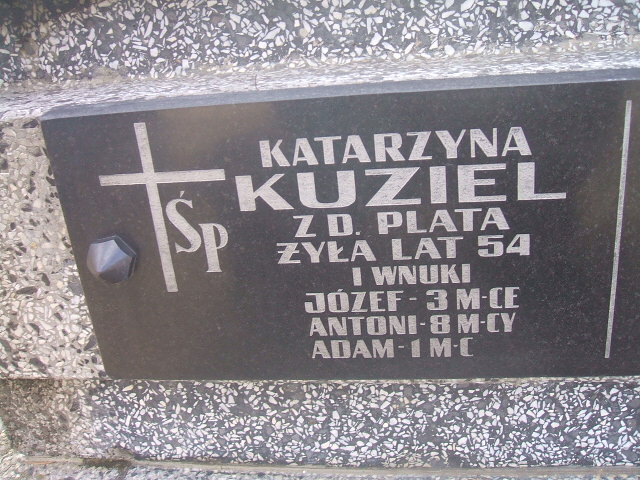 ŚP
KATARZYNA
KUZIEL
Z D. PLATA
ŻYŁA LAT 54
I WNUKI
JÓZEF - 3 M-CE
ANTONI - 8 M-CY
ADAM - 1 M-C